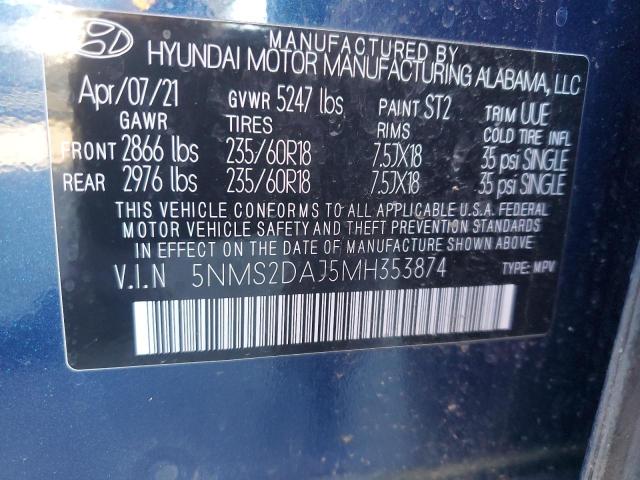 MANUFACTURED BY
HYUNDAI MOTOR MANUFACTURING ALABAMA, LLC
Apr/07/21 GVWR 5247 lbs PAINT ST2 TRIM UUE
GAWR TIRES RIMS COLD TIRE INFL
FRONT 2866 lbs 235/60R18 7.5JX18 35 psi SINGLE
REAR 2976 lbs 235/60R18 7.5JX18 35 psi SINGLE
THIS VEHICLE CONFORMS TO ALL APPLICABLE U.S.A. FEDERAL
MOTOR VEHICLE SAFETY AND THEFT PREVENTION STANDARDS
IN EFFECT ON THE DATE OF MANUFACTURE SHOWN ABOVE.
V.I.N 5NMS2DAJ5MH353874 TYPE: MPV